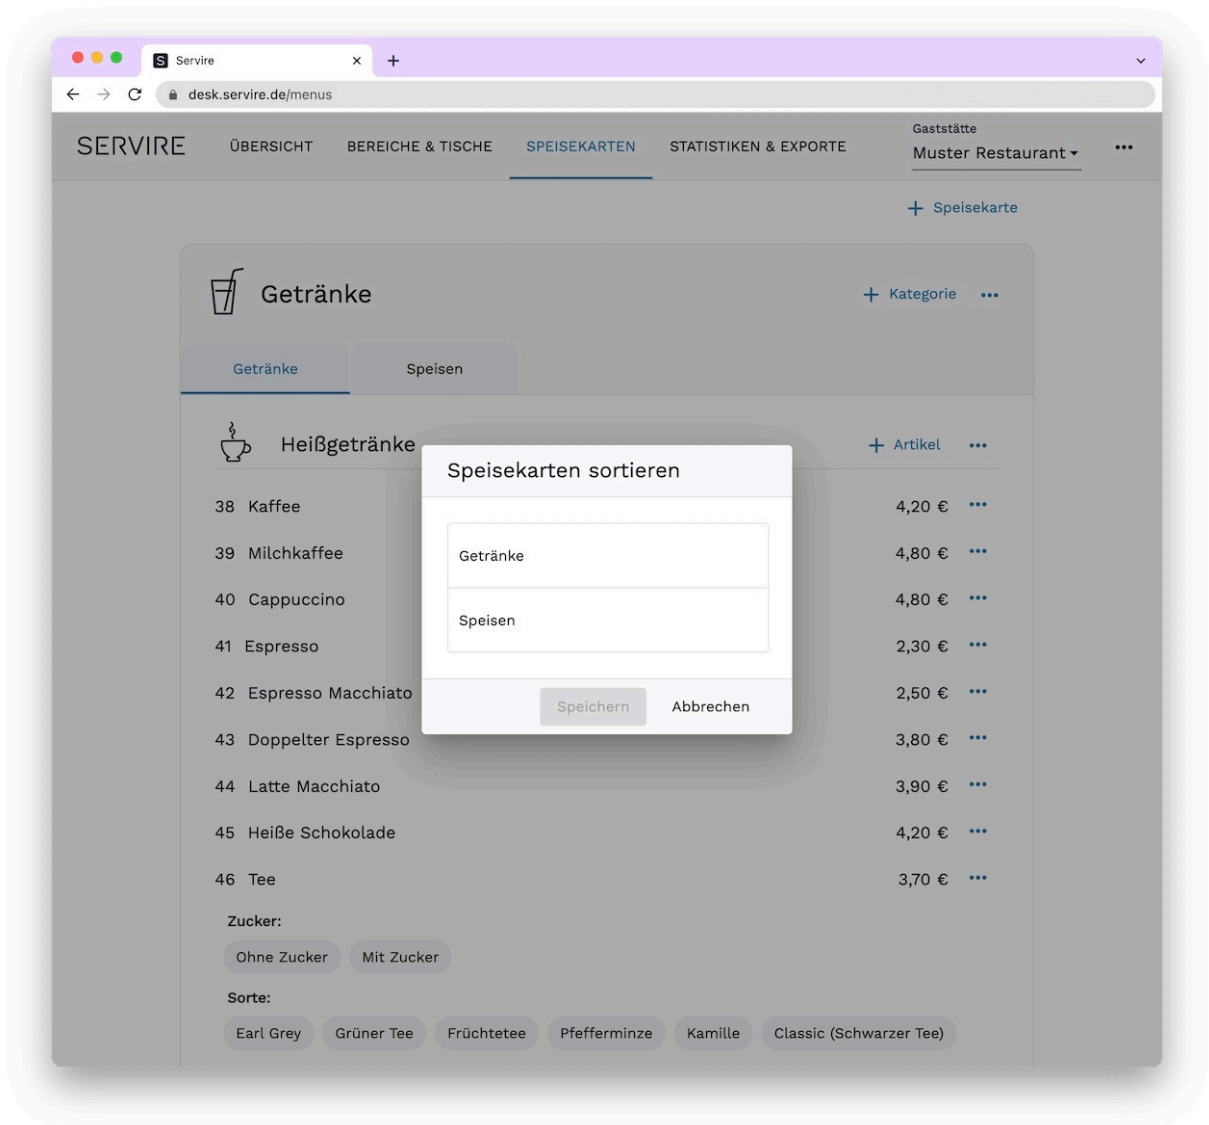 S Servire
desk.servire.de/menus
SERVIRE ÜBERSICHT BEREICHE & TISCHE SPEISEKARTEN STATISTIKEN & EXPORTE
Gaststätte
Muster Restaurant
Speisekarte
Getränke
Kategorie
Getränke Speisen
Heißgetränke
Artikel
Speisekarten sortieren
Getränke
Speisen
Speichern Abbrechen
38 Kaffee 4,20 €
39 Milchkaffee 4,80 €
40 Cappuccino 4,80 €
41 Espresso 2,30 €
42 Espresso Macchiato 2,50 €
43 Doppelter Espresso 3,80 €
44 Latte Macchiato 3,90 €
45 Heiße Schokolade 4,20 €
46 Tee 3,70 €
Zucker:
Ohne Zucker Mit Zucker
Sorte:
Earl Grey Grüner Tee Früchtetee Pfefferminze Kamille Classic (Schwarzer Tee)